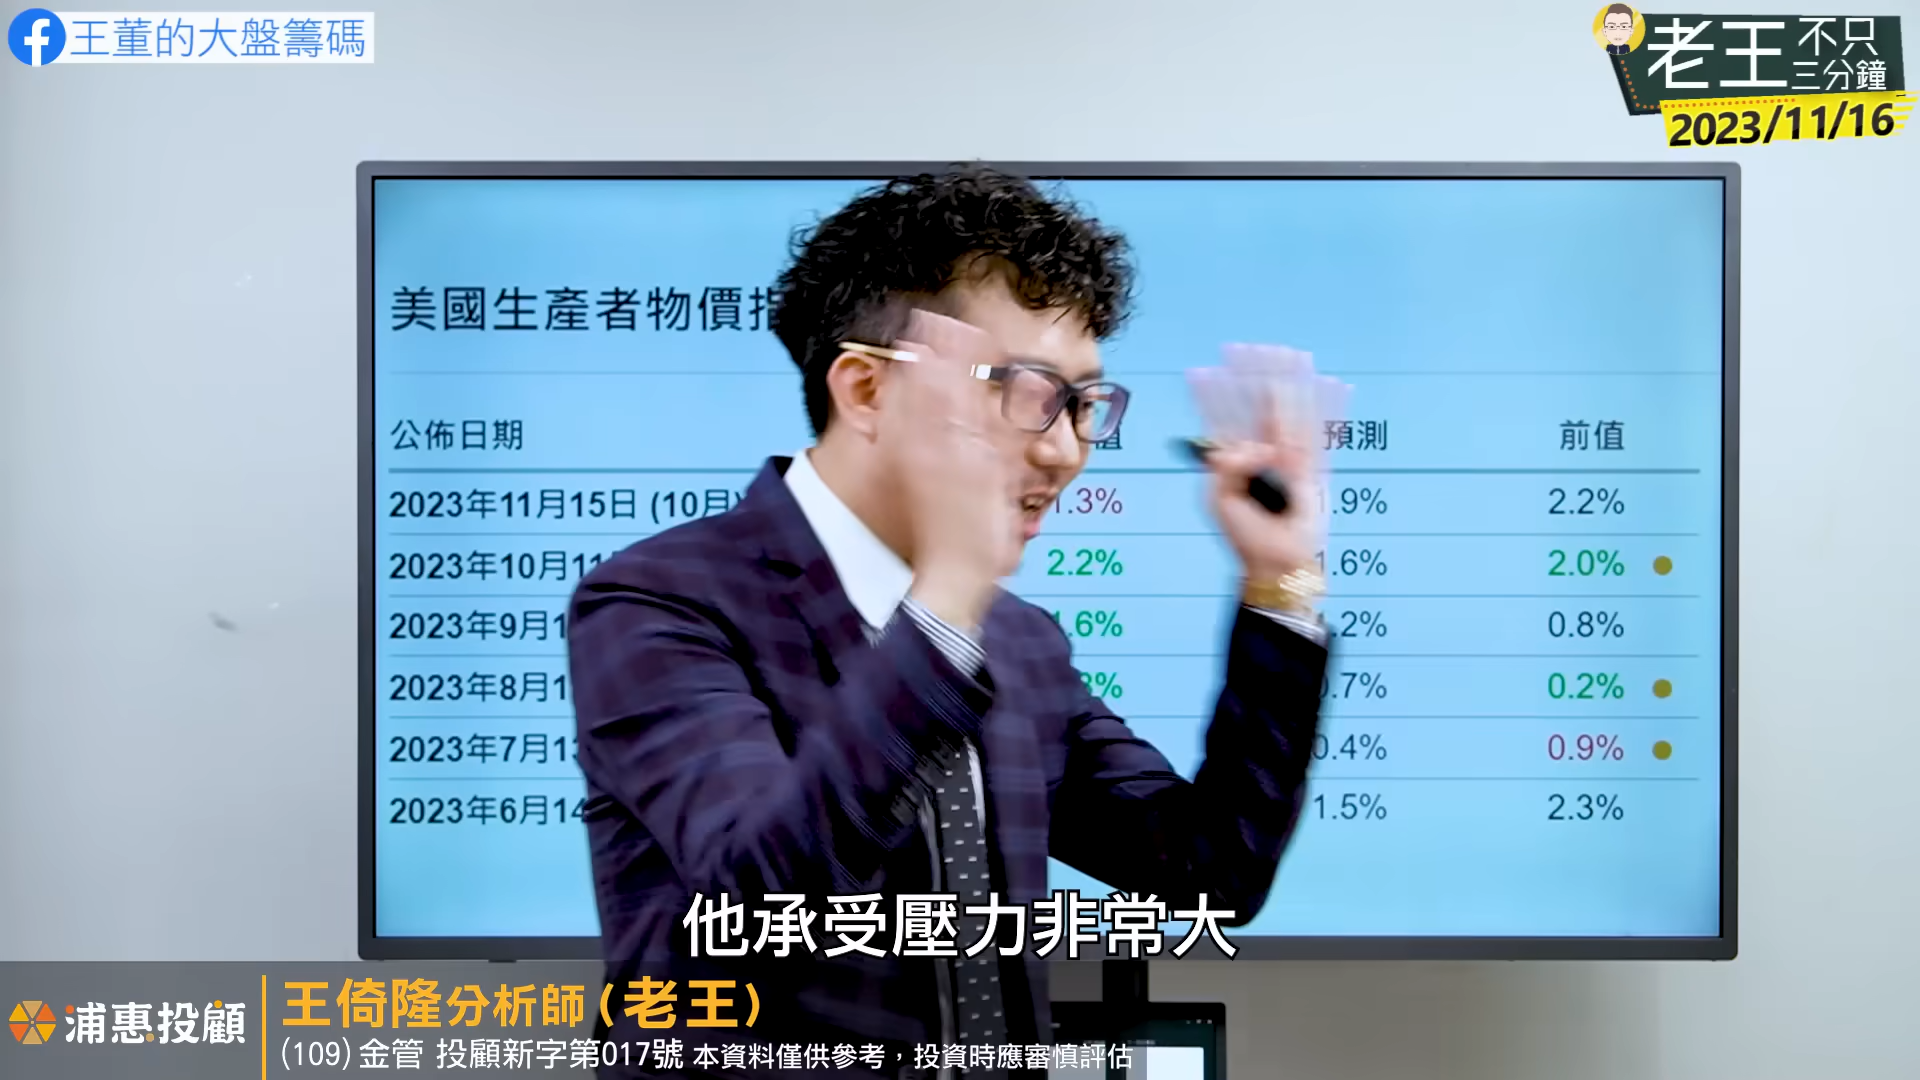 王董的大盤籌碼
老王不只三分鐘
2023/11/16
美國生產者物價
公佈日期 值 預測 前值
2023年11月15日 (10月) .3% 1.9% 2.2%
2023年10月11 2.2% 1.6% 2.0%
2023年9月1 .6% .2% 0.8%
2023年8月1 % .7% 0.2%
2023年7月13 0.4% 0.9%
2023年6月14 1.5% 2.3%
他承受壓力非常大
浦惠投顧
王倚隆分析師(老王)
(109)金管 投顧新字第017號 本資料僅供參考，投資時應審慎評估